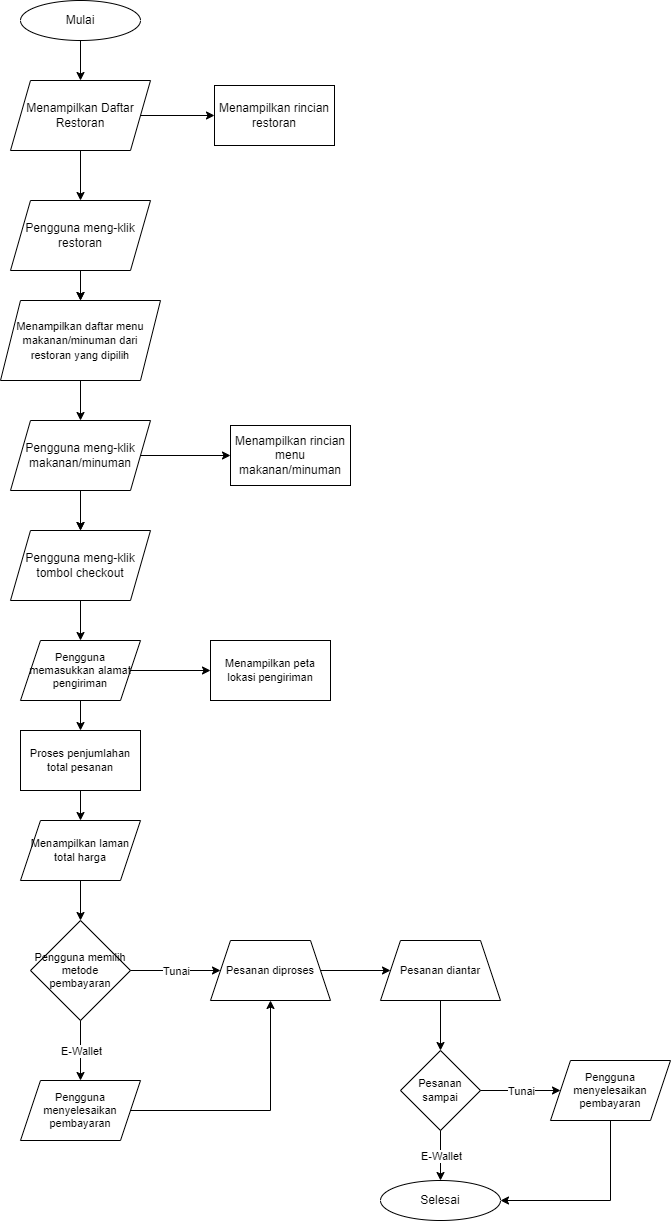 Mulai
Menampilkan Daftar
Restoran
Menampilkan rincian
restoran
Pengguna meng-klik
restoran
Menampilkan daftar menu
makanan/minuman dari
restoran yang dipilih
Pengguna meng-klik
makanan/minuman
Menampilkan rincian
menu
makanan/minuman
Pengguna meng-klik
tombol checkout
Pengguna
memasukkan alamat
pengiriman
Menampilkan peta
lokasi pengiriman
Proses penjumlahan
total pesanan
Menampilkan laman
total harga
Pengguna memilih
metode
pembayaran
Tunai
Pesanan diproses
Pesanan diantar
E-Wallet
Pengguna
menyelesaikan
pembayaran
Pesanan
sampai
Tunai
Pengguna
menyelesaikan
pembayaran
E-Wallet
Selesai